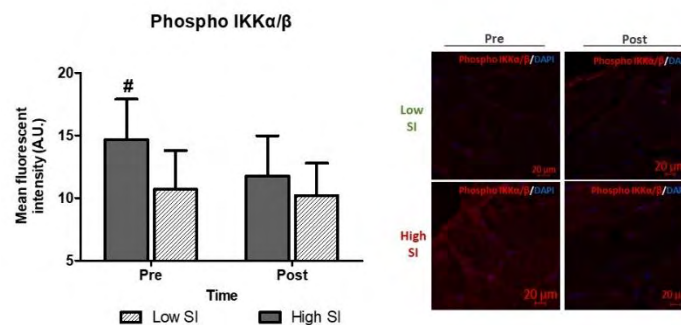 Phospho IKKα/β
Mean fluorescent
intensity (A.U.)
20
15
10
5
#
Pre
Post
Time
Low SI
High SI
Pre
Post
Low
SI
High
SI
Phospho IKKα/β/DAPI
20 μm
Phospho IKKα/β/DAPI
20 μm
Phospho IKKα/β/DAPI
20 μm
Phospho IKKα/β/DAPI
20 μm